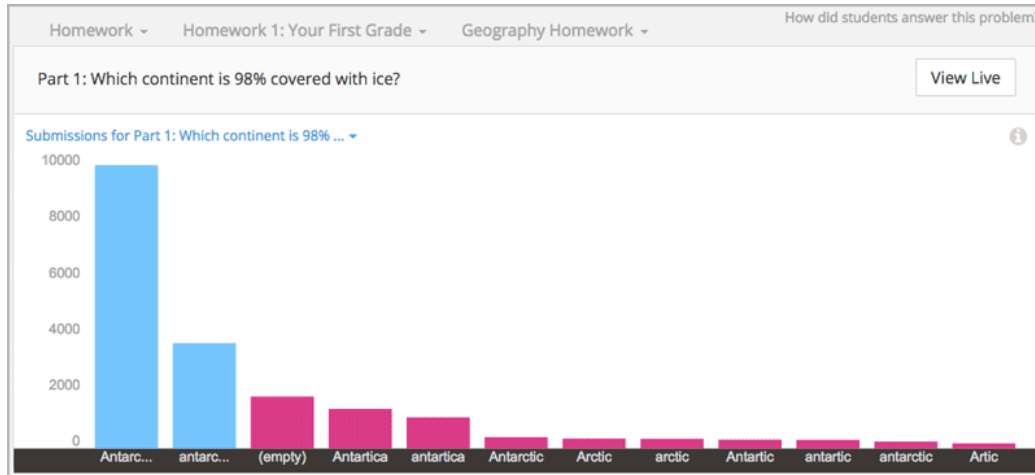 How did students answer this problem?
Homework Homework 1: Your First Grade Geography Homework
Part 1: Which continent is 98% covered with ice?
View Live
Submissions for Part 1: Which continent is 98% ...
10000
8000
6000
4000
2000
0
Antarc... antarc... (empty) Antartica antartica Antarctic Arctic arctic Antartic antartic antarctic Artic